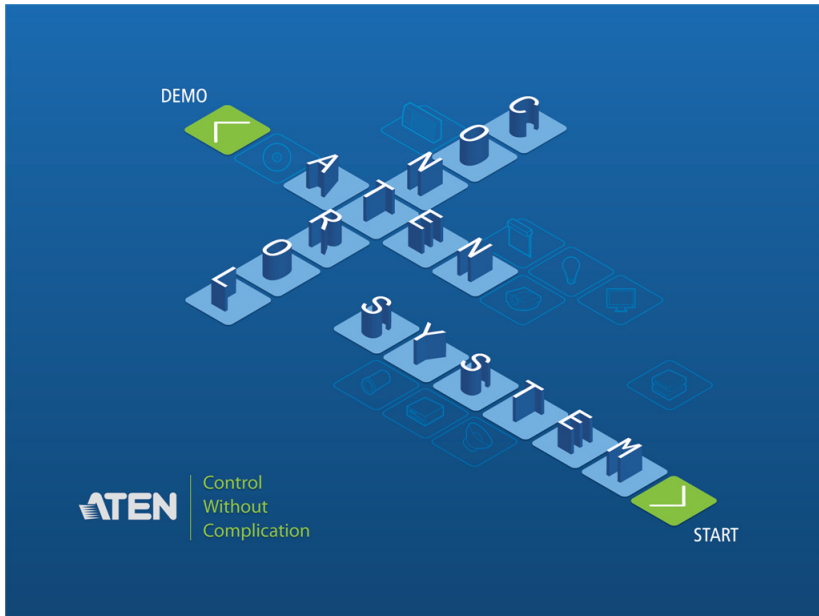 DEMO
CONTROL
ATEN
SYSTEM
ATEN
Control
Without
Complication
START